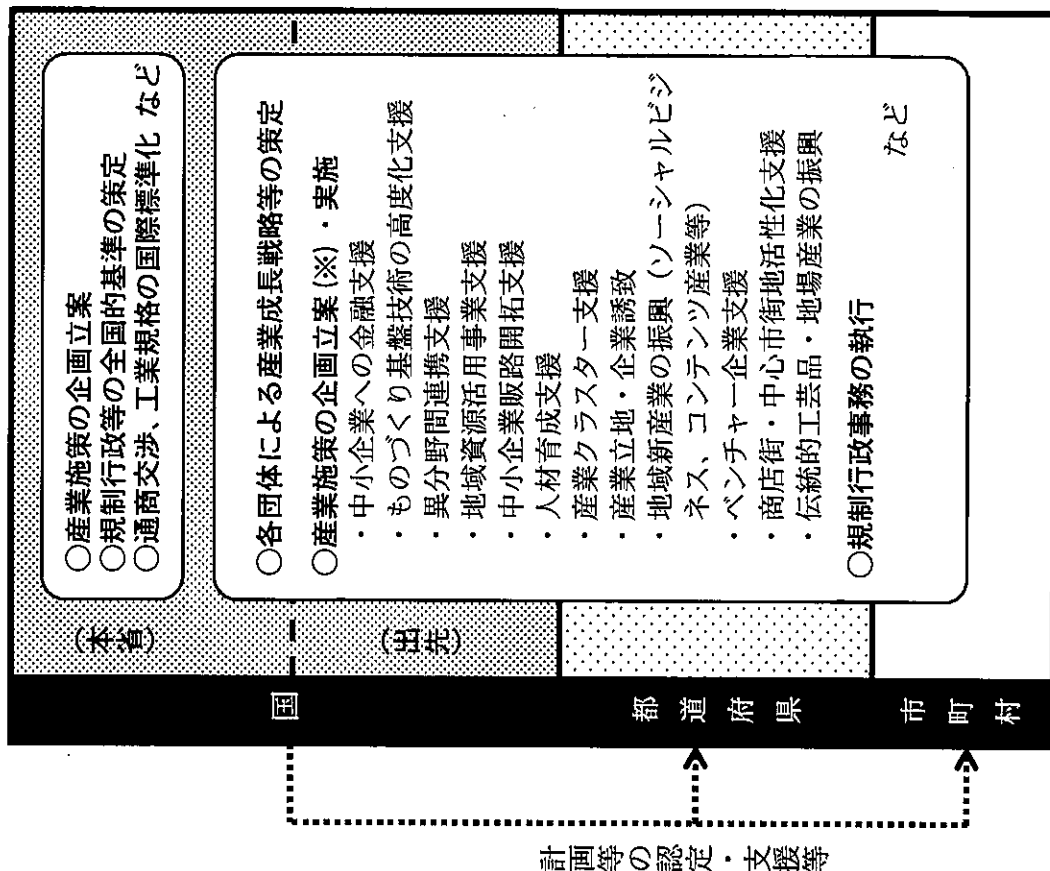 国
(本省)
○産業施策の企画立案
○規制行政等の全国的基準の策定
○通商交渉、工業規格の国際標準化 など
(出先)
○各団体による産業成長戦略等の策定
○産業施策の企画立案(※)・実施
・中小企業への金融支援
・ものづくり基盤技術の高度化支援
・異分野間連携支援
・地域資源活用事業支援
・中小企業販路開拓支援
・人材育成支援
・産業クラスター支援
・産業立地・企業誘致
・地域新産業の振興(ソーシャルビジ
ネス、コンテンツ産業等)
・ベンチャー企業支援
・商店街・中心市街地活性化支援
・伝統的工芸品・地場産業の振興
○規制行政事務の執行
など
都道府県
市町村
計画等の認定・支援等